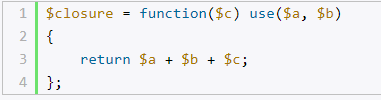 1 $closure = function($c) use($a, $b)
2 {
3     return $a + $b + $c;
4 };